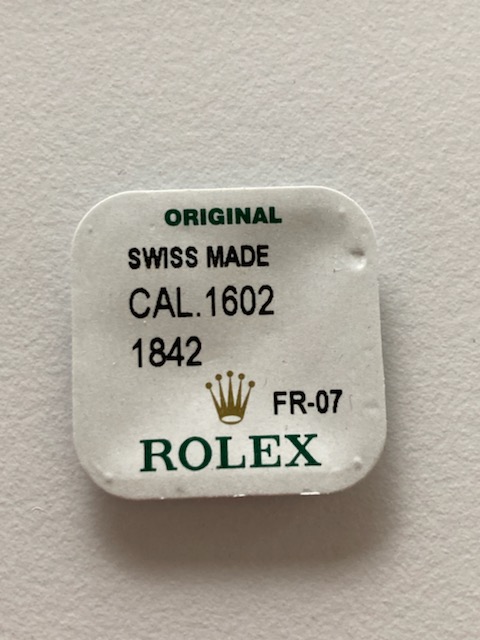 ORIGINAL
SWISS MADE
CAL.1602
1842
FR-07
ROLEX